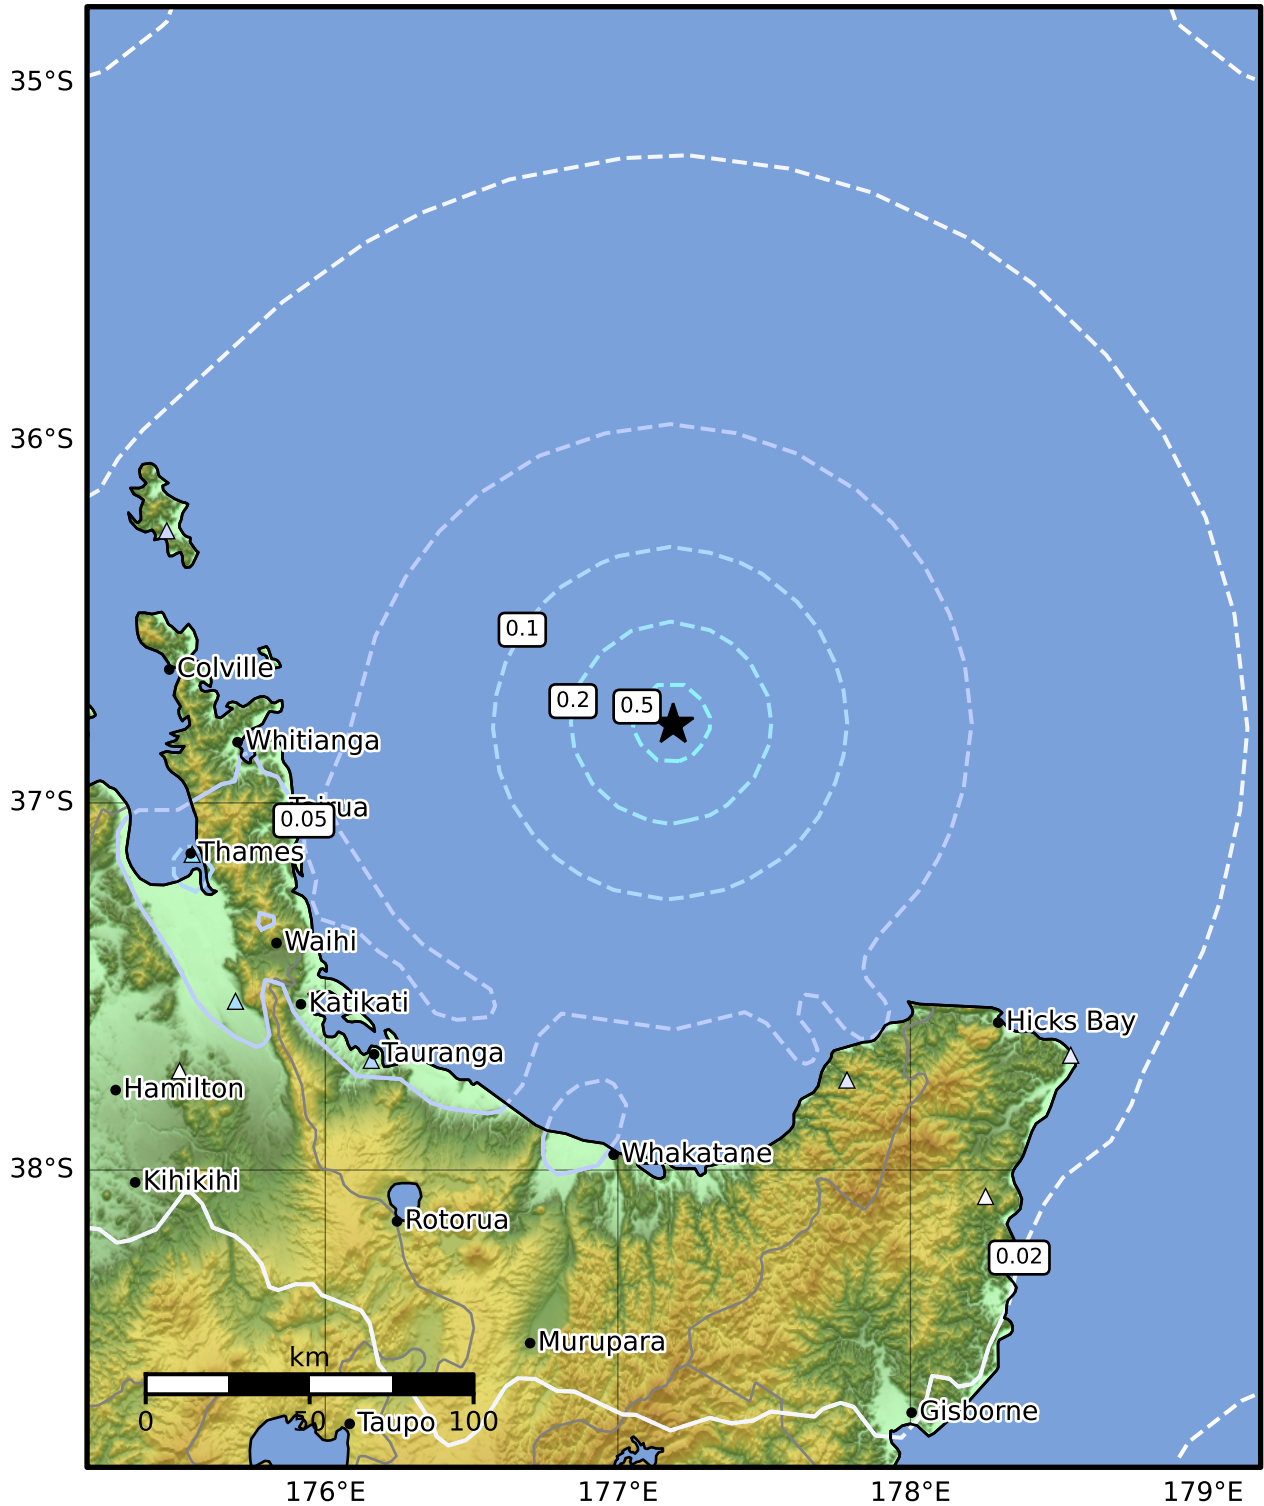 35°S
36°S
0.1
Colville
0.2
0.5
Whitianga
37°S
Tairua
0.05
Thames
Waihi
Katikati
Hicks Bay
Tauranga
Hamilton
Whakatane
38°S
Kihikihi
Rotorua
0.02
Murupara
km
0 50 100
Taupo
Gisborne
176°E 177°E 178°E 179°E